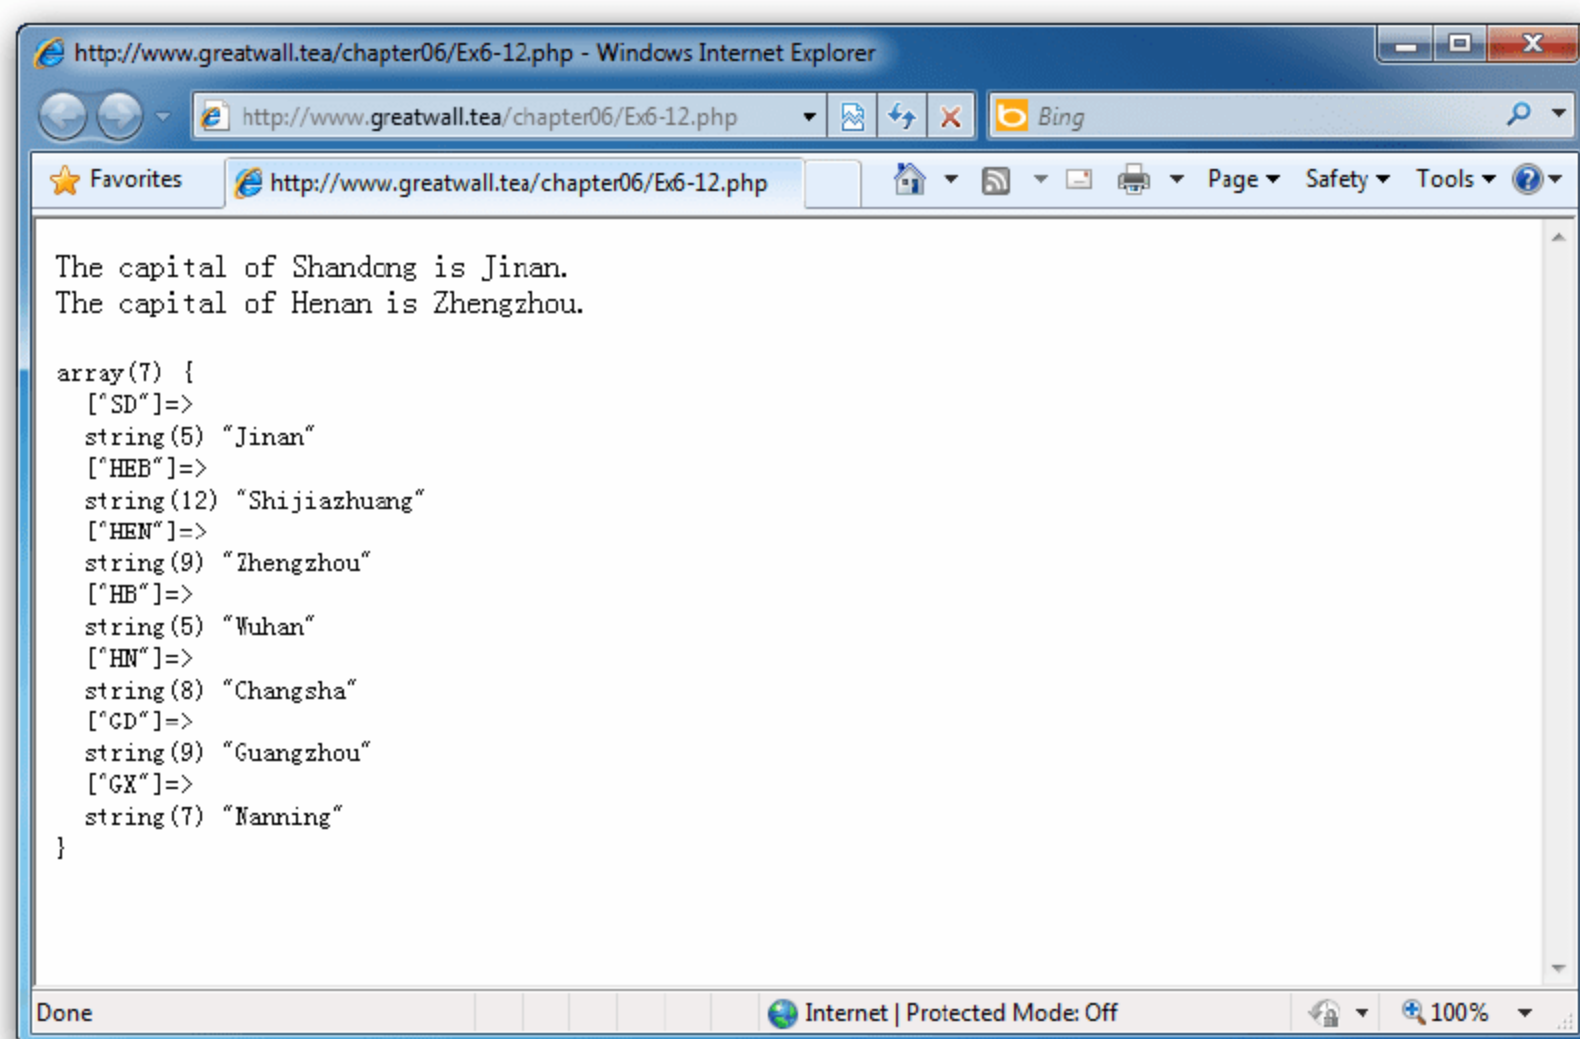 http://www.greatwall.tea/chapter06/Ex6-12.php - Windows Internet Explorer
http://www.greatwall.tea/chapter06/Ex6-12.php
Bing
Favorites
http://www.greatwall.tea/chapter06/Ex6-12.php
Page
Safety
Tools
The capital of Shandong is Jinan.
The capital of Henan is Zhengzhou.
array(7) {
["SD"]=>
string(5) "Jinan"
["HEB"]=>
string(12) "Shijiazhuang"
["HEN"]=>
string(9) "Zhengzhou"
["HB"]=>
string(5) "Wuhan"
["HN"]=>
string(8) "Changsha"
["GD"]=>
string(9) "Guangzhou"
["GX"]=>
string(7) "Nanning"
}
Done
Internet | Protected Mode: Off
100%